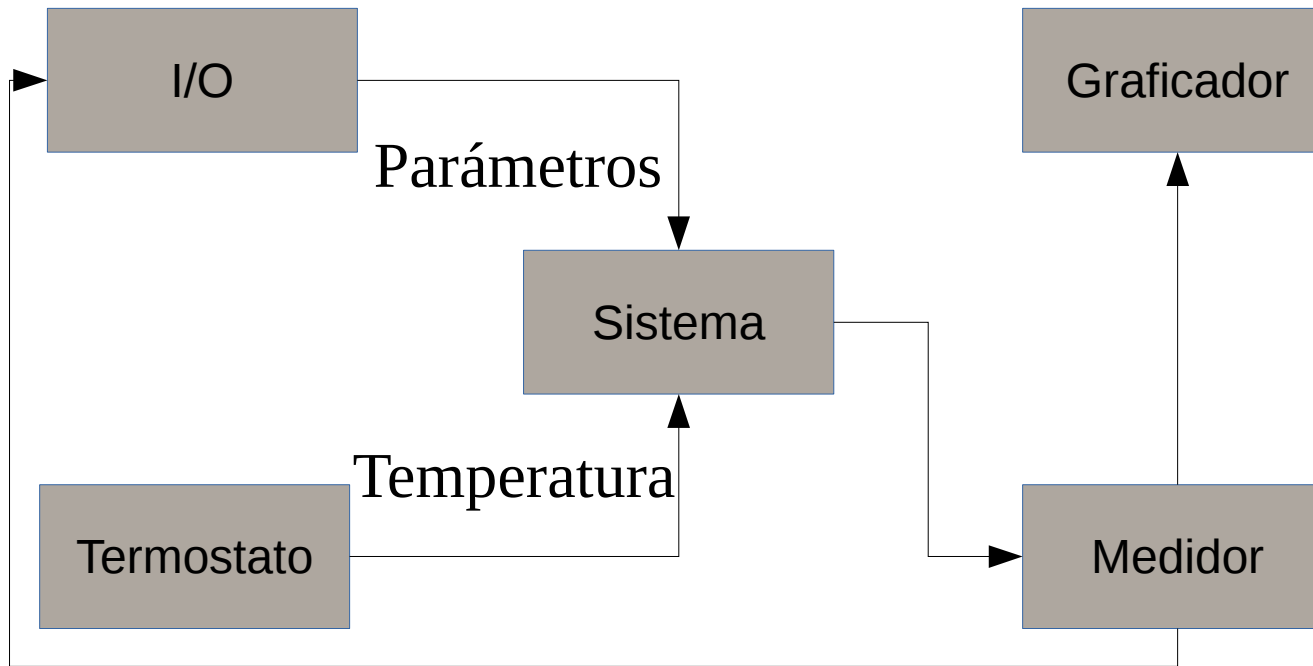 I/O
Graficador
Parámetros
Sistema
Temperatura
Termostato
Medidor